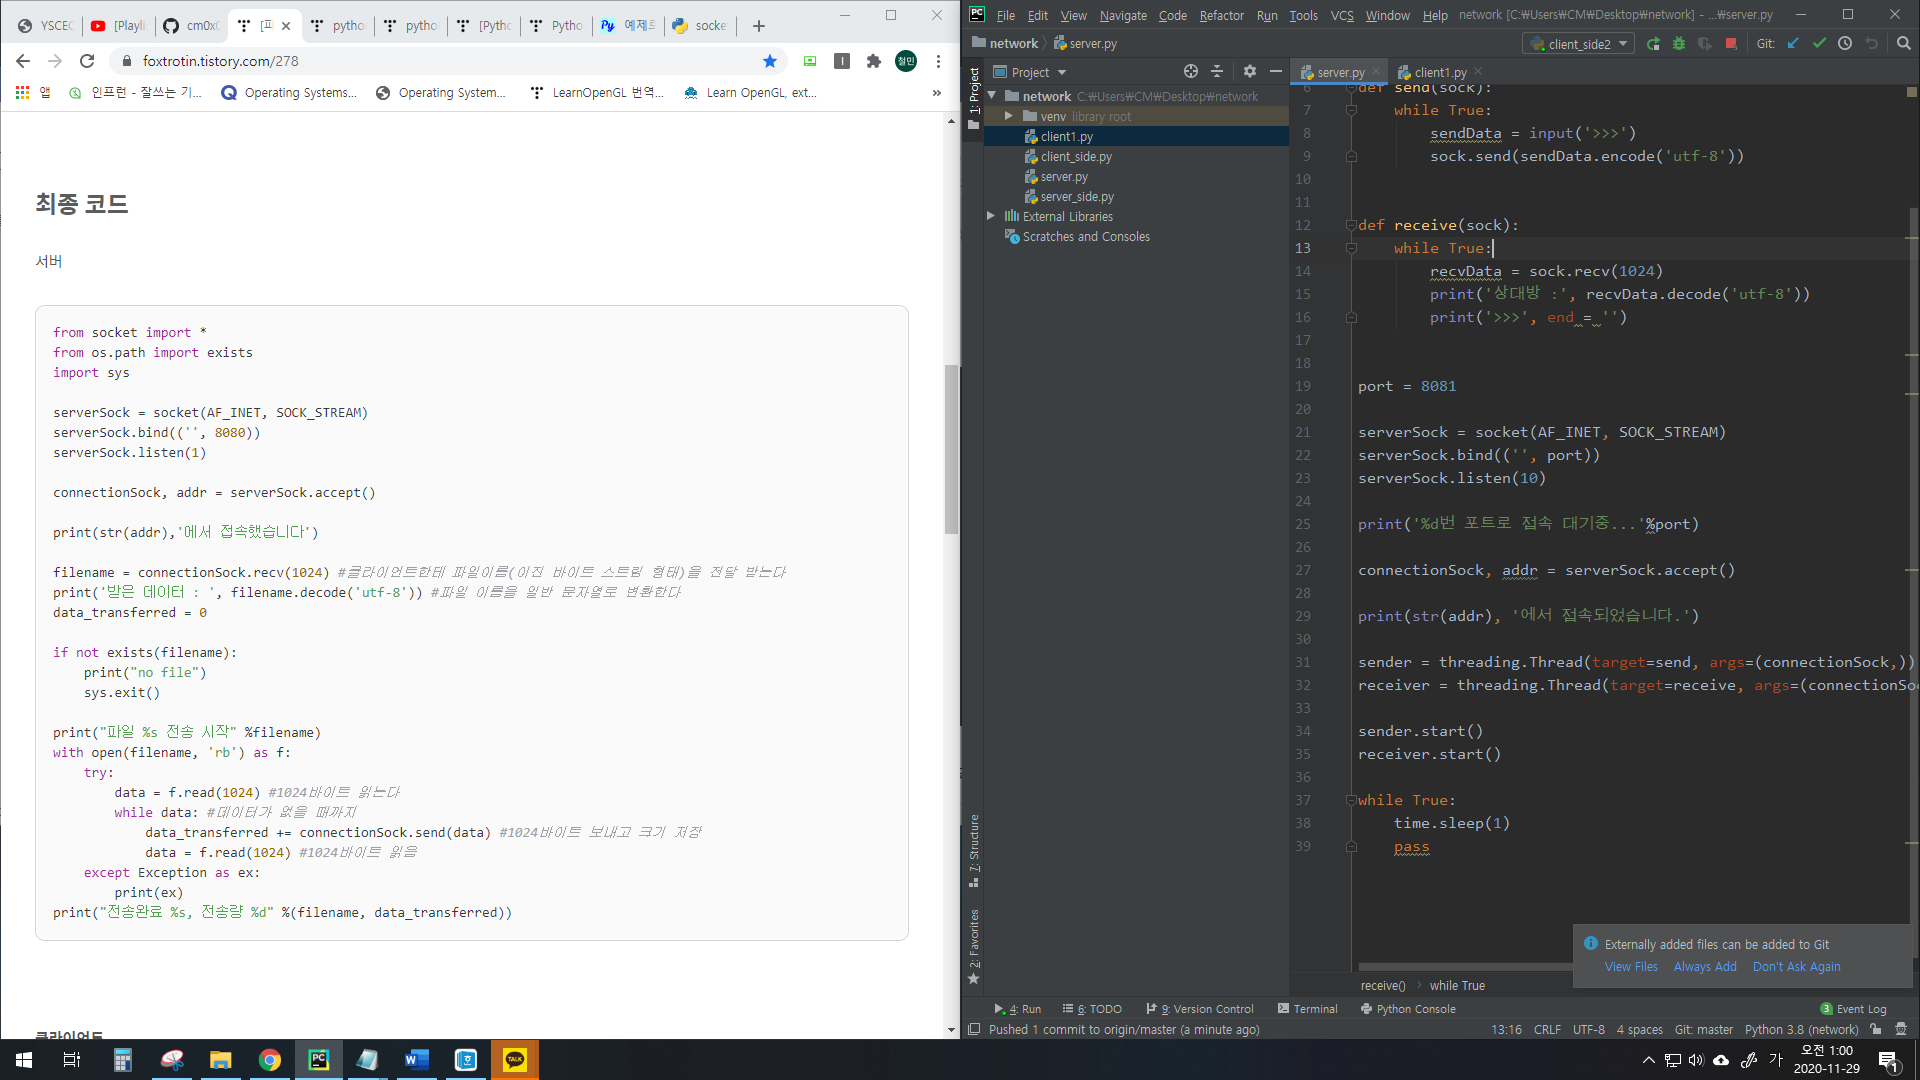 YSCEC
[Playli
cm0x0
[파
python
python
[Pytho
Pytho
예제로
socke
foxtrotin.tistory.com/278
앱
인프런 - 잘쓰는 기...
Operating Systems...
Operating System...
LearnOpenGL 번역...
Learn OpenGL, ext...
»
최종 코드
서버
from socket import *
from os.path import exists
import sys
serverSock = socket(AF_INET, SOCK_STREAM)
serverSock.bind(('', 8080))
serverSock.listen(1)
connectionSock, addr = serverSock.accept()
print(str(addr),'에서 접속했습니다')
filename = connectionSock.recv(1024) #클라이언트한테 파일이름(이진 바이트 스트림 형태)을 전달 받는다
print('받은 데이터 : ', filename.decode('utf-8')) #파일 이름을 일반 문자열로 변환한다
data_transferred = 0
if not exists(filename):
    print("no file")
    sys.exit()
print("파일 %s 전송 시작" %filename)
with open(filename, 'rb') as f:
    try:
        data = f.read(1024) #1024바이트 읽는다
        while data: #데이터가 없을 때까지
            data_transferred += connectionSock.send(data) #1024바이트 보내고 크기 저장
            data = f.read(1024) #1024바이트 읽음
    except Exception as ex:
        print(ex)
print("전송완료 %s, 전송량 %d" %(filename, data_transferred))
클라이언트
File Edit View Navigate Code Refactor Run Tools VCS Window Help network [C:₩Users₩CM₩Desktop₩network] - ...₩server.py
network server.py
client_side2
Git:
1: Project
Project
network C:₩Users₩CM₩Desktop₩network
venv library root
client1.py
client_side.py
server.py
server_side.py
External Libraries
Scratches and Consoles
7: Structure
2: Favorites
server.py
client1.py
6 def send(sock):
7     while True:
8         sendData = input('>>>')
9         sock.send(sendData.encode('utf-8'))
10
11
12 def receive(sock):
13     while True:
14         recvData = sock.recv(1024)
15         print('상대방 :', recvData.decode('utf-8'))
16         print('>>>', end = '')
17
18
19 port = 8081
20
21 serverSock = socket(AF_INET, SOCK_STREAM)
22 serverSock.bind(('', port))
23 serverSock.listen(10)
24
25 print('%d번 포트로 접속 대기중...'%port)
26
27 connectionSock, addr = serverSock.accept()
28
29 print(str(addr), '에서 접속되었습니다.')
30
31 sender = threading.Thread(target=send, args=(connectionSock,))
32 receiver = threading.Thread(target=receive, args=(connectionSo
33
34 sender.start()
35 receiver.start()
36
37 while True:
38     time.sleep(1)
39     pass
Externally added files can be added to Git
View Files Always Add Don't Ask Again
receive() while True
4: Run 6: TODO 9: Version Control Terminal Python Console
3 Event Log
Pushed 1 commit to origin/master (a minute ago)
13:16 CRLF UTF-8 4 spaces Git: master Python 3.8 (network)
TALK
가
오전 1:00
2020-11-29
1